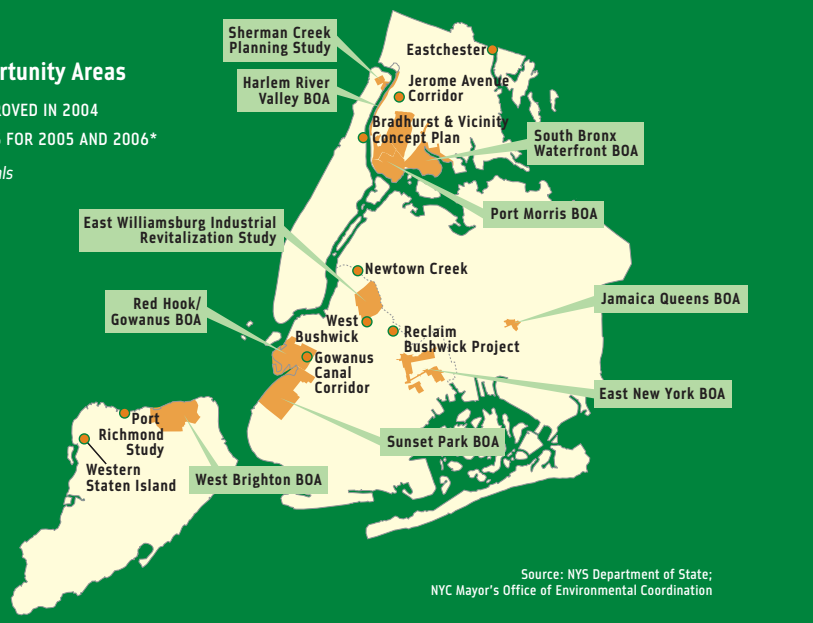 rtunity Areas
ROVED IN 2004
FOR 2005 AND 2006*
ls
Sherman Creek
Planning Study
Harlem River
Valley BOA
Eastchester
Jerome Avenue
Corridor
Bradhurst & Vicinity
Concept Plan
South Bronx
Waterfront BOA
Port Morris BOA
East Williamsburg Industrial
Revitalization Study
Newtown Creek
Red Hook/
Gowanus BOA
West
Bushwick
Reclaim
Bushwick Project
Jamaica Queens BOA
Gowanus
Canal
Corridor
East New York BOA
Sunset Park BOA
Port
Richmond
Study
Western
Staten Island
West Brighton BOA
Source: NYS Department of State;
NYC Mayor's Office of Environmental Coordination